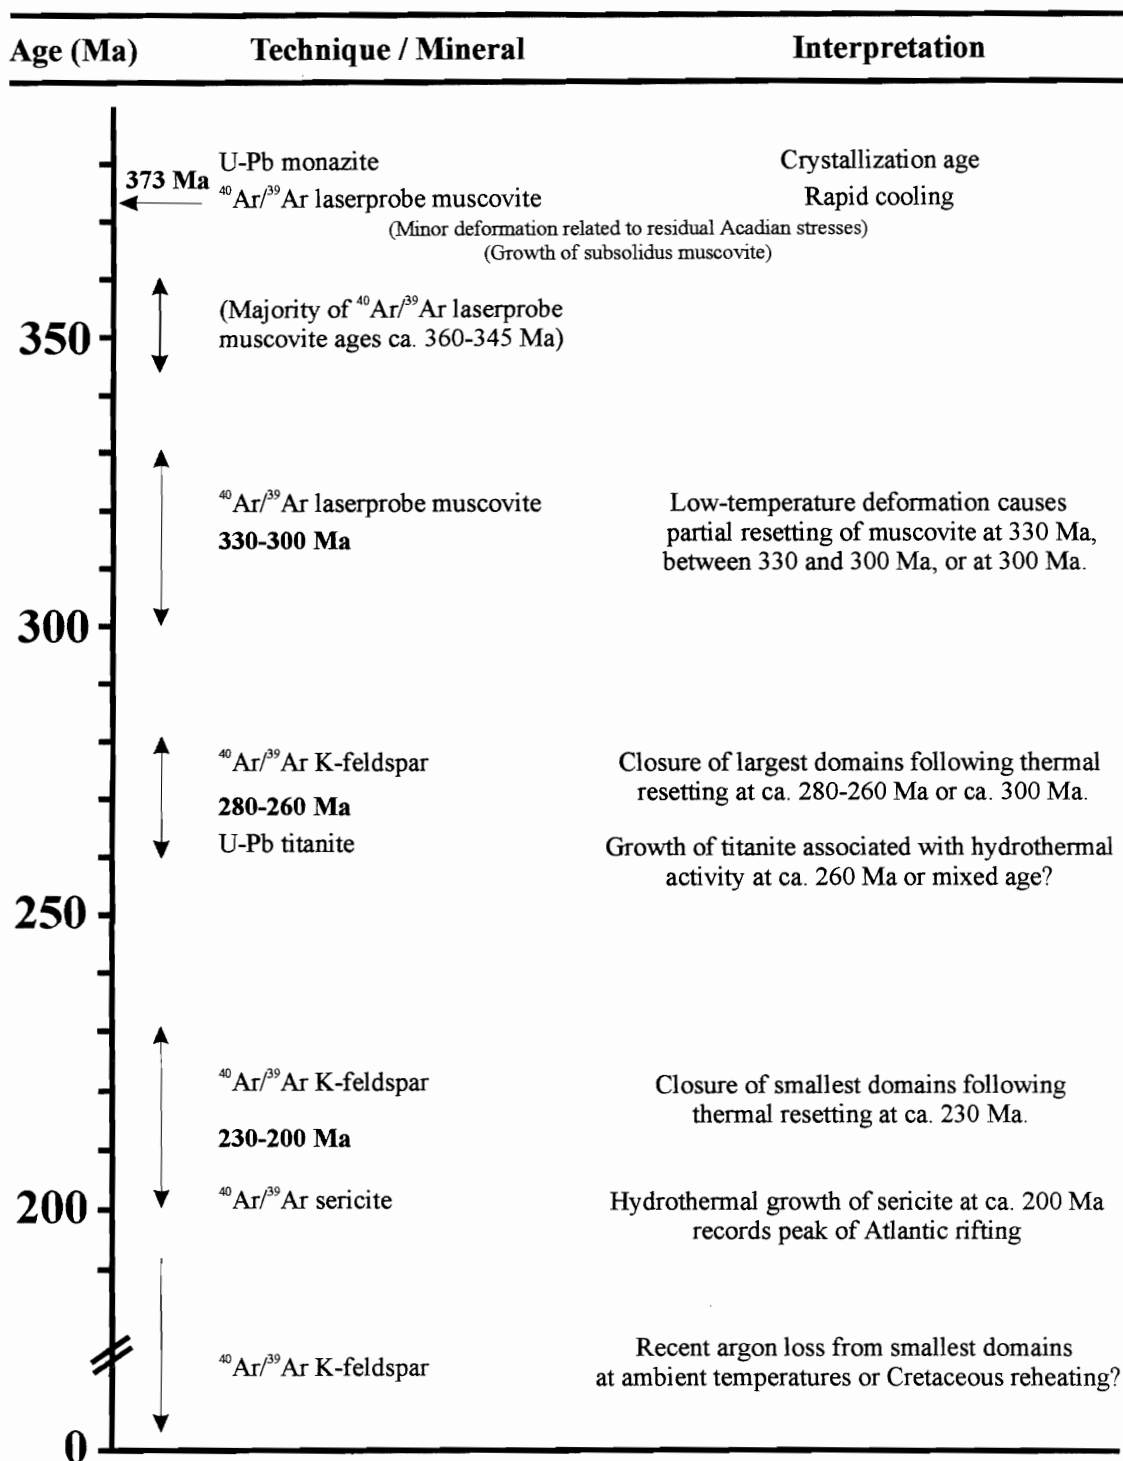 Age (Ma) Technique / Mineral Interpretation
U-Pb monazite Crystallization age
373 Ma ⁴⁰Ar/³⁹Ar laserprobe muscovite Rapid cooling
(Minor deformation related to residual Acadian stresses)
(Growth of subsolidus muscovite)
(Majority of ⁴⁰Ar/³⁹Ar laserprobe
350 muscovite ages ca. 360-345 Ma)
⁴⁰Ar/³⁹Ar laserprobe muscovite Low-temperature deformation causes
330-300 Ma partial resetting of muscovite at 330 Ma,
between 330 and 300 Ma, or at 300 Ma.
300
⁴⁰Ar/³⁹Ar K-feldspar Closure of largest domains following thermal
280-260 Ma resetting at ca. 280-260 Ma or ca. 300 Ma.
U-Pb titanite Growth of titanite associated with hydrothermal
activity at ca. 260 Ma or mixed age?
250
⁴⁰Ar/³⁹Ar K-feldspar Closure of smallest domains following
thermal resetting at ca. 230 Ma.
230-200 Ma
200 ⁴⁰Ar/³⁹Ar sericite Hydrothermal growth of sericite at ca. 200 Ma
records peak of Atlantic rifting
Recent argon loss from smallest domains
⁴⁰Ar/³⁹Ar K-feldspar at ambient temperatures or Cretaceous reheating?
0